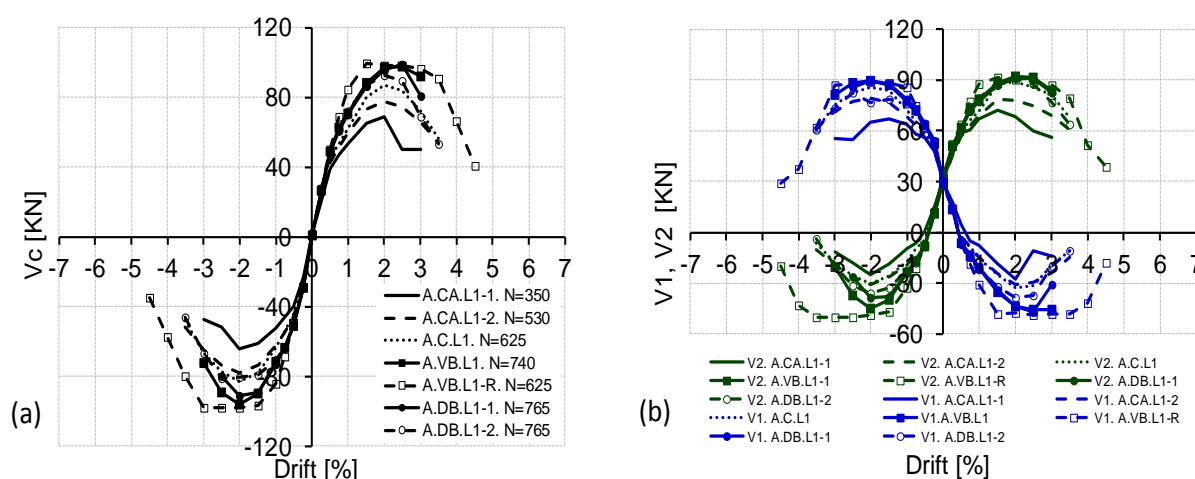 (a)
Vc [KN]
120
80
40
0
-40
-80
-120
-7 -6 -5 -4 -3 -2 -1 0 1 2 3 4 5 6 7
Drift [%]
A.CA.L1-1. N=350
A.CA.L1-2. N=530
A.C.L1. N=625
A.VB.L1. N=740
A.VB.L1-R. N=625
A.DB.L1-1. N=765
A.DB.L1-2. N=765
(b)
V1, V2 [KN]
120
90
60
30
0
-30
-60
-7 -6 -5 -4 -3 -2 -1 0 1 2 3 4 5 6 7
V2. A.CA.L1-1 V2. A.CA.L1-2 V2. A.C.L1
V2. A.VB.L1-1 V2. A.VB.L1-R V2. A.DB.L1-1
V2. A.DB.L1-2 V1. A.CA.L1-1 V1. A.CA.L1-2
V1. A.C.L1 V1.A.VB.L1 V1. A.VB.L1-R
V1. A.DB.L1-1 V1. A.DB.L1-2
Drift [%]